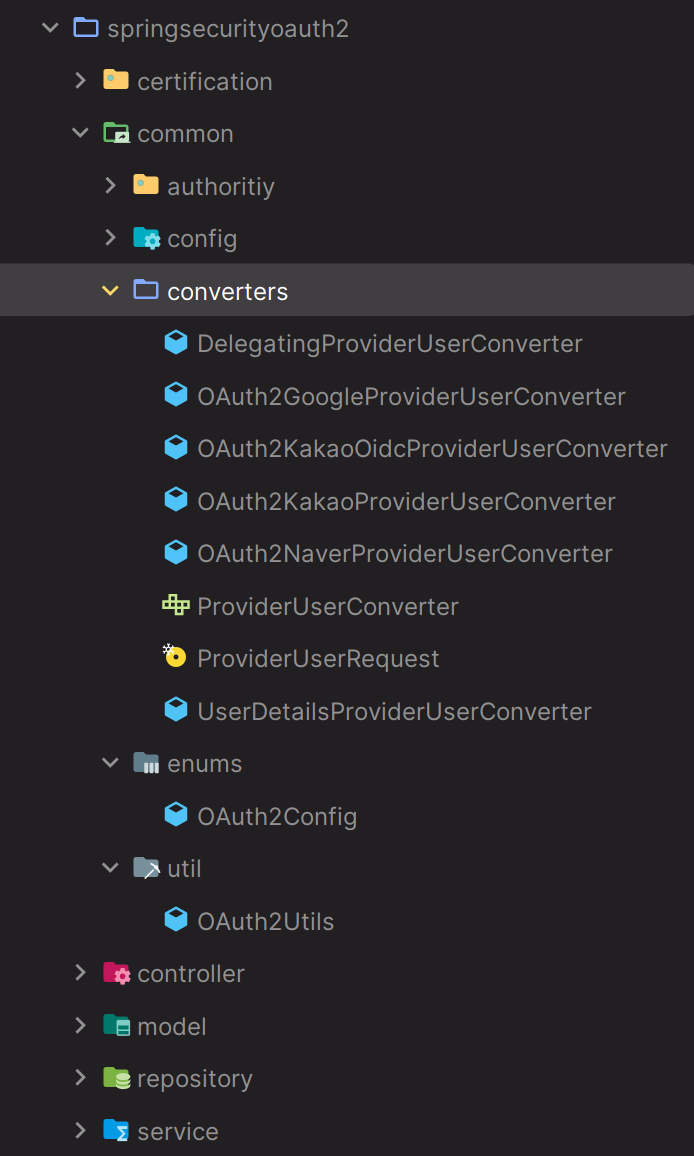 springsecurityoauth2
certification
common
authoritiy
config
converters
DelegatingProviderUserConverter
OAuth2GoogleProviderUserConverter
OAuth2KakaoOidcProviderUserConverter
OAuth2KakaoProviderUserConverter
OAuth2NaverProviderUserConverter
ProviderUserConverter
ProviderUserRequest
UserDetailsProviderUserConverter
enums
OAuth2Config
util
OAuth2Utils
controller
model
repository
service